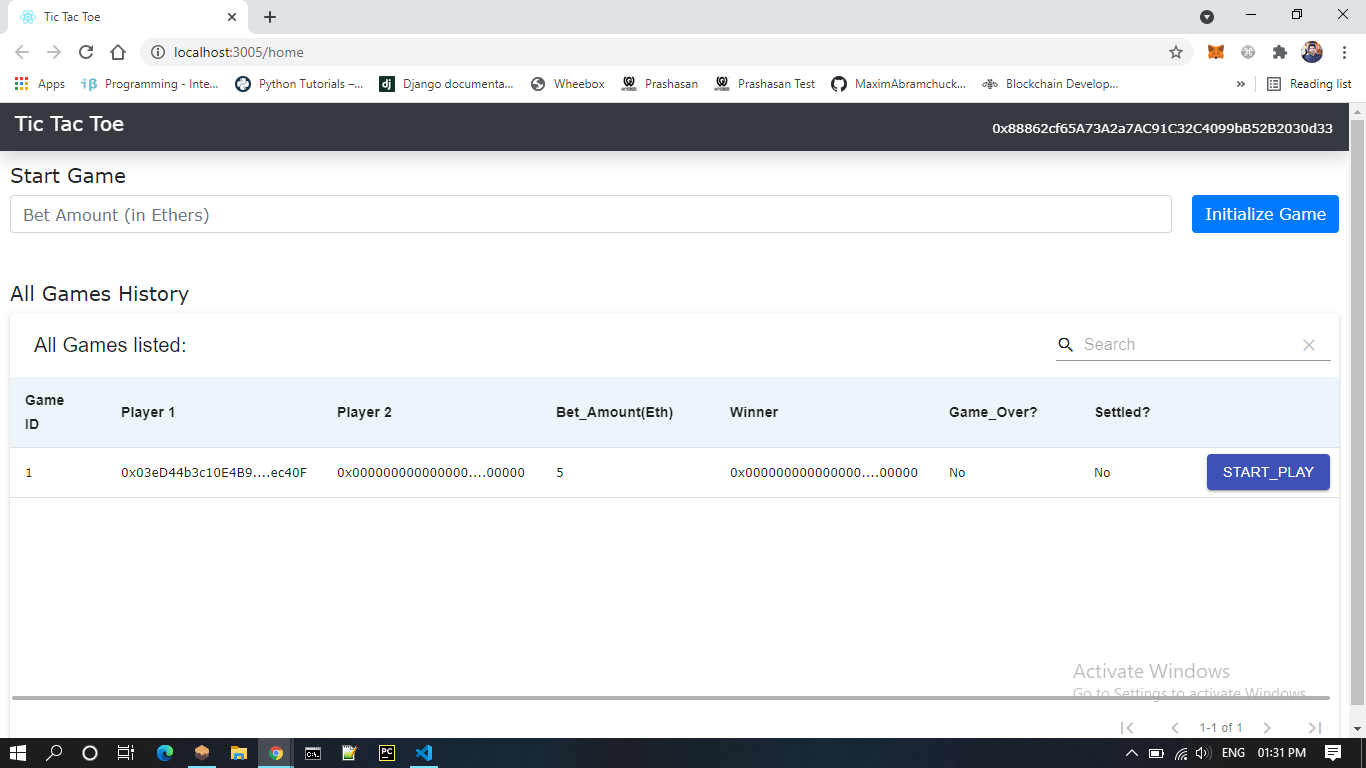 Tic Tac Toe
localhost:3005/home
Apps Programming - Inte... Python Tutorials –... Django documenta... Wheebox Prashasan Prashasan Test MaximAbramchuck... Blockchain Develop... » Reading list
Tic Tac Toe 0x88862cf65A73A2a7AC91C32C4099bB52B2030d33
Start Game
Bet Amount (in Ethers) Initialize Game
All Games History
All Games listed: Search
Game ID Player 1 Player 2 Bet_Amount(Eth) Winner Game_Over? Settled?
1 0x03eD44b3c10E4B9....ec40F 0x000000000000000....00000 5 0x000000000000000....00000 No No START_PLAY
Activate Windows
Go to Settings to activate Windows.
1-1 of 1
ENG 01:31 PM